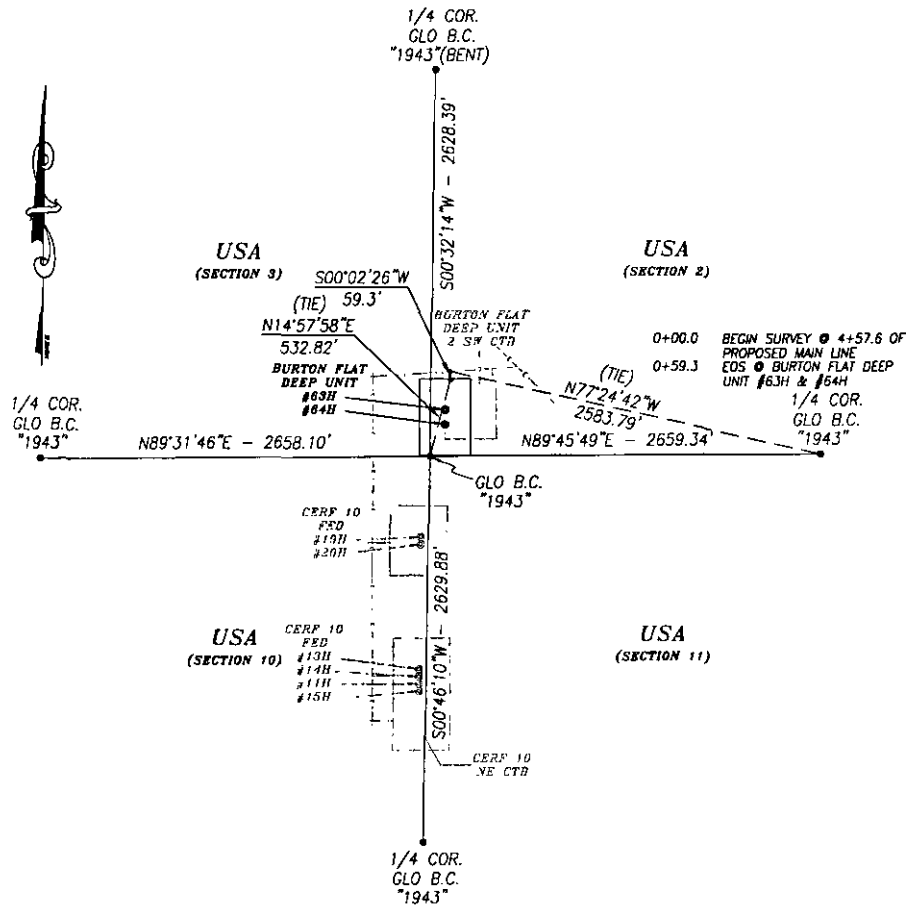 1/4 COR.
GLO B.C.
"1943"(BENT)
S00°32'14"W - 2628.39'
USA
(SECTION 3)
USA
(SECTION 2)
S00°02'26"W
59.3'
(TIE)
N14°57'58"E
532.82'
BURTON FLAT
DEEP UNIT
#63H
#64H
BURTON FLAT
DEEP UNIT
2 SW CTB
0+00.0 BEGIN SURVEY @ 4+57.6 OF
PROPOSED MAIN LINE
0+59.3 EOS @ BURTON FLAT DEEP
UNIT #63H & #64H
(TIE)
N77°24'42"W
2583.79'
1/4 COR.
GLO B.C.
"1943"
1/4 COR.
GLO B.C.
"1943"
N89°31'46"E - 2658.10'
N89°45'49"E - 2659.34'
GLO B.C.
"1943"
CERF 10
FED
#19H
#20H
S00°46'10"W - 2629.88'
USA
(SECTION 10)
CERF 10
FED
#13H
#14H
#11H
#15H
USA
(SECTION 11)
CERF 10
NE CTB
1/4 COR.
GLO B.C.
"1943"